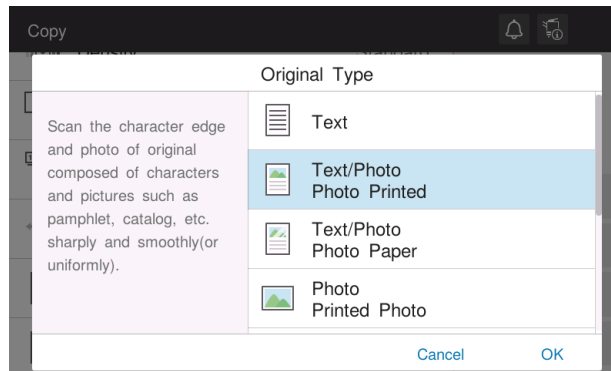 Copy
Original Type
Scan the character edge
and photo of original
composed of characters
and pictures such as
pamphlet, catalog, etc.
sharply and smoothly(or
uniformly).
Text
Text/Photo
Photo Printed
Text/Photo
Photo Paper
Photo
Printed Photo
Cancel
OK